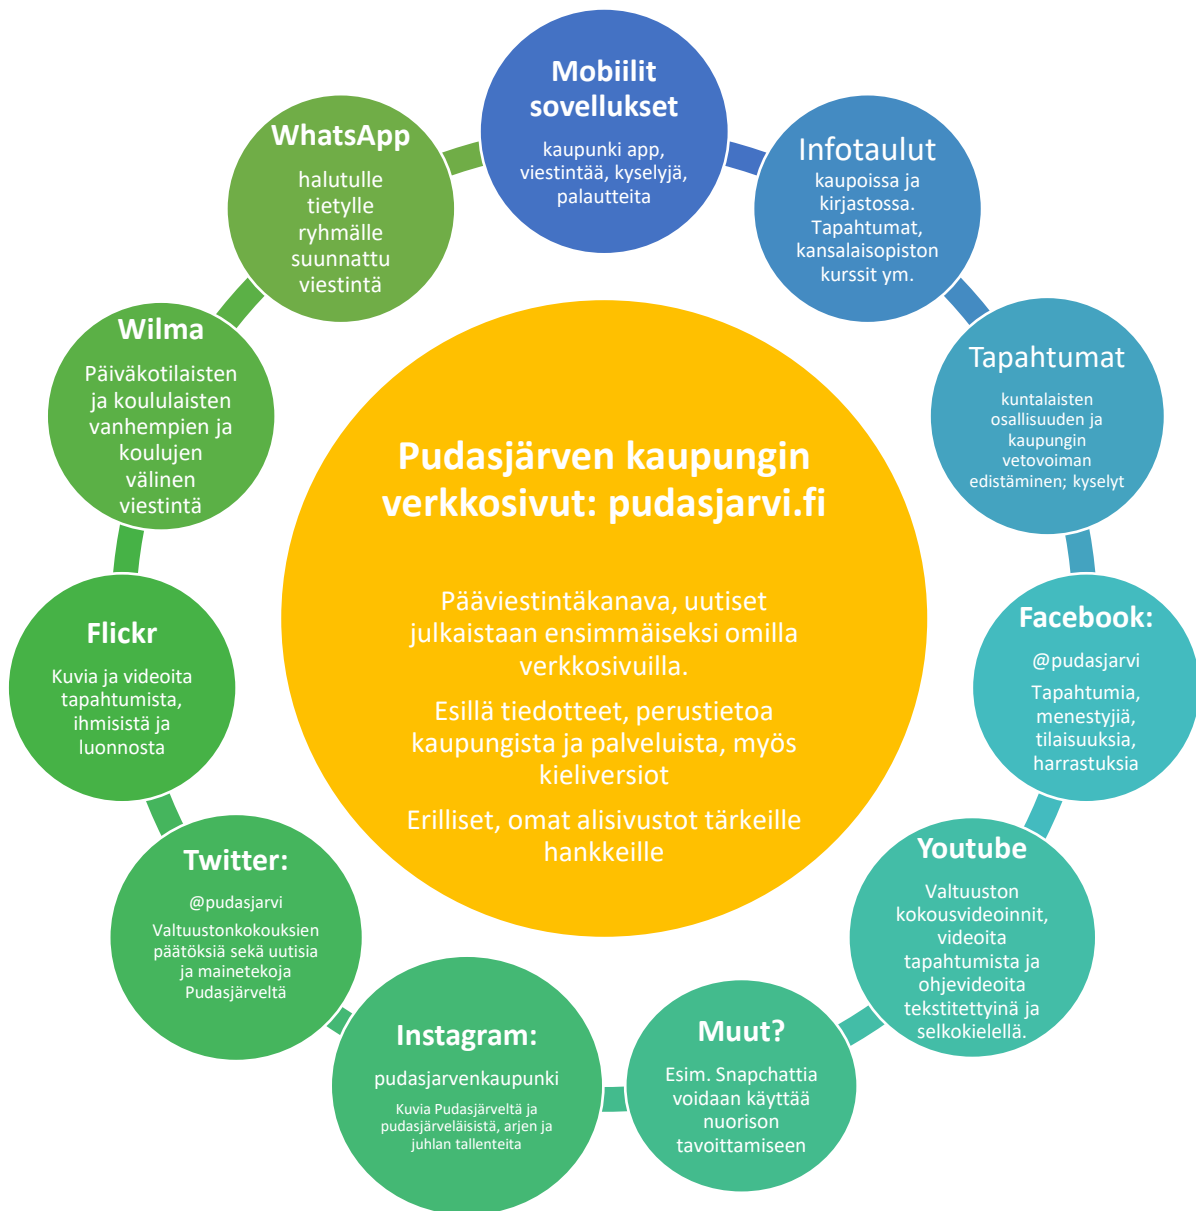 Mobiilit
sovellukset
kaupunki app,
viestintää, kyselyjä,
palautteita
Infotaulut
kaupoissa ja
kirjastossa.
Tapahtumat,
kansalaisopiston
kurssit ym.
Tapahtumat
kuntalaisten
osallisuuden ja
kaupungin
vetovoiman
edistäminen; kyselyt
Facebook:
@pudasjarvi
Tapahtumia,
menestyjiä,
tilaisuuksia,
harrastuksia
Youtube
Valtuuston
kokousvideoinnit,
videoita
tapahtumista ja
ohjevideoita
tekstitettyinä ja
selkokielellä.
Muut?
Esim. Snapchattia
voidaan käyttää
nuorison
tavoittamiseen
Instagram:
pudasjarvenkaupunki
Kuvia Pudasjärveltä ja
pudasjärveläisistä, arjen ja
juhlan tallenteita
Twitter:
@pudasjarvi
Valtuustonkokouksien
päätöksiä sekä uutisia
ja mainetekoja
Pudasjärveltä
Flickr
Kuvia ja videoita
tapahtumista,
ihmisistä ja
luonnosta
Wilma
Päiväkotilaisten
ja koululaisten
vanhempien ja
koulujen
välinen
viestintä
WhatsApp
halutulle
tietylle
ryhmälle
suunnattu
viestintä
Pudasjärven kaupungin
verkkosivut: pudasjarvi.fi
Pääviestintäkanava, uutiset
julkaistaan ensimmäiseksi omilla
verkkosivuilla.
Esillä tiedotteet, perustietoa
kaupungista ja palveluista, myös
kieliversiot
Erilliset, omat alisivustot tärkeille
hankkeille